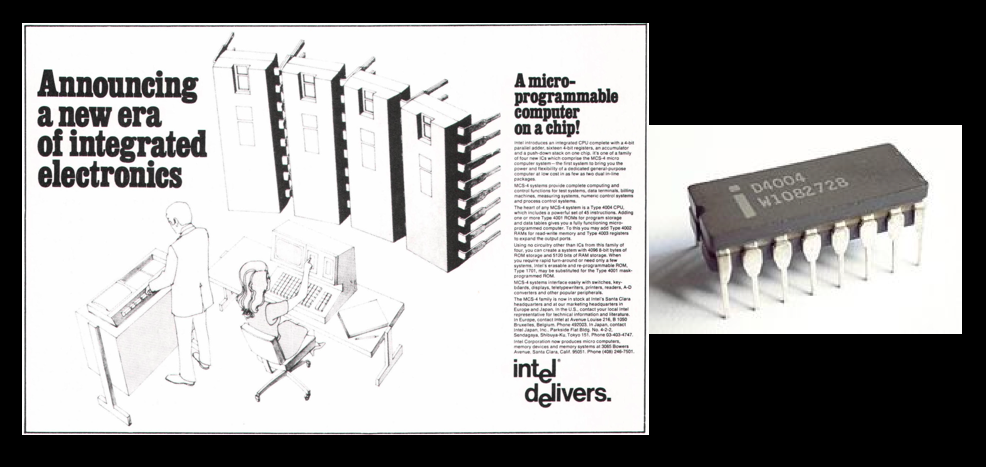 Announcing
a new era
of integrated
electronics
A micro-
programmable
computer
on a chip!
Intel introduces an integrated CPU complete with a 4-bit
parallel adder, sixteen 4-bit registers, an accumulator
and a push-down stack on one chip. It's one of a family
of four new ICs which comprise the MCS-4 micro
computer system—the first system to bring you the
power and flexibility of a dedicated general-purpose
computer at low cost in as few as two dual in-line
packages.
MCS-4 systems provide complete computing and
control functions for test systems, data terminals, billing
machines, measuring systems, numeric control systems
and process control systems.
The heart of any MCS-4 system is a Type 4004 CPU,
which includes a powerful set of 45 instructions. Adding
one or more Type 4001 ROMs for program storage
and data tables gives you a fully functioning micro-
programmed computer. To this you may add Type 4002
RAMs for read-write memory and Type 4003 registers
to expand the output ports.
Using no circuitry other than ICs from this family of
four, you can create a system with 4096 8-bit bytes of
ROM storage and 5120 bits of RAM storage. When
you require rapid turn-around or need only a few
systems, Intel's erasable and re-programmable ROM,
Type 1701, may be substituted for the Type 4001 mask-
programmed ROM.
MCS-4 systems interface easily with switches, key-
boards, displays, teletypewriters, printers, readers, A-D
converters and other popular peripherals.
The MCS-4 family is now in stock at Intel's Santa Clara
headquarters and at our marketing headquarters in
Europe and Japan. In the U.S., contact your local Intel
representative for technical information and literature.
In Europe, contact Intel at Avenue Louise 216, B 1050
Bruxelles, Belgium. Phone 492003. In Japan, contact
Intel Japan, Inc., Parkside Flat Bldg. No. 4-2-2,
Sendagaya, Shibuya-Ku, Tokyo 151. Phone 03-403-4747.
Intel Corporation now produces micro computers,
memory devices and memory systems at 3065 Bowers
Avenue, Santa Clara, Calif. 95051. Phone (408) 246-7501.
intel
delivers.
i D4004
W1082728